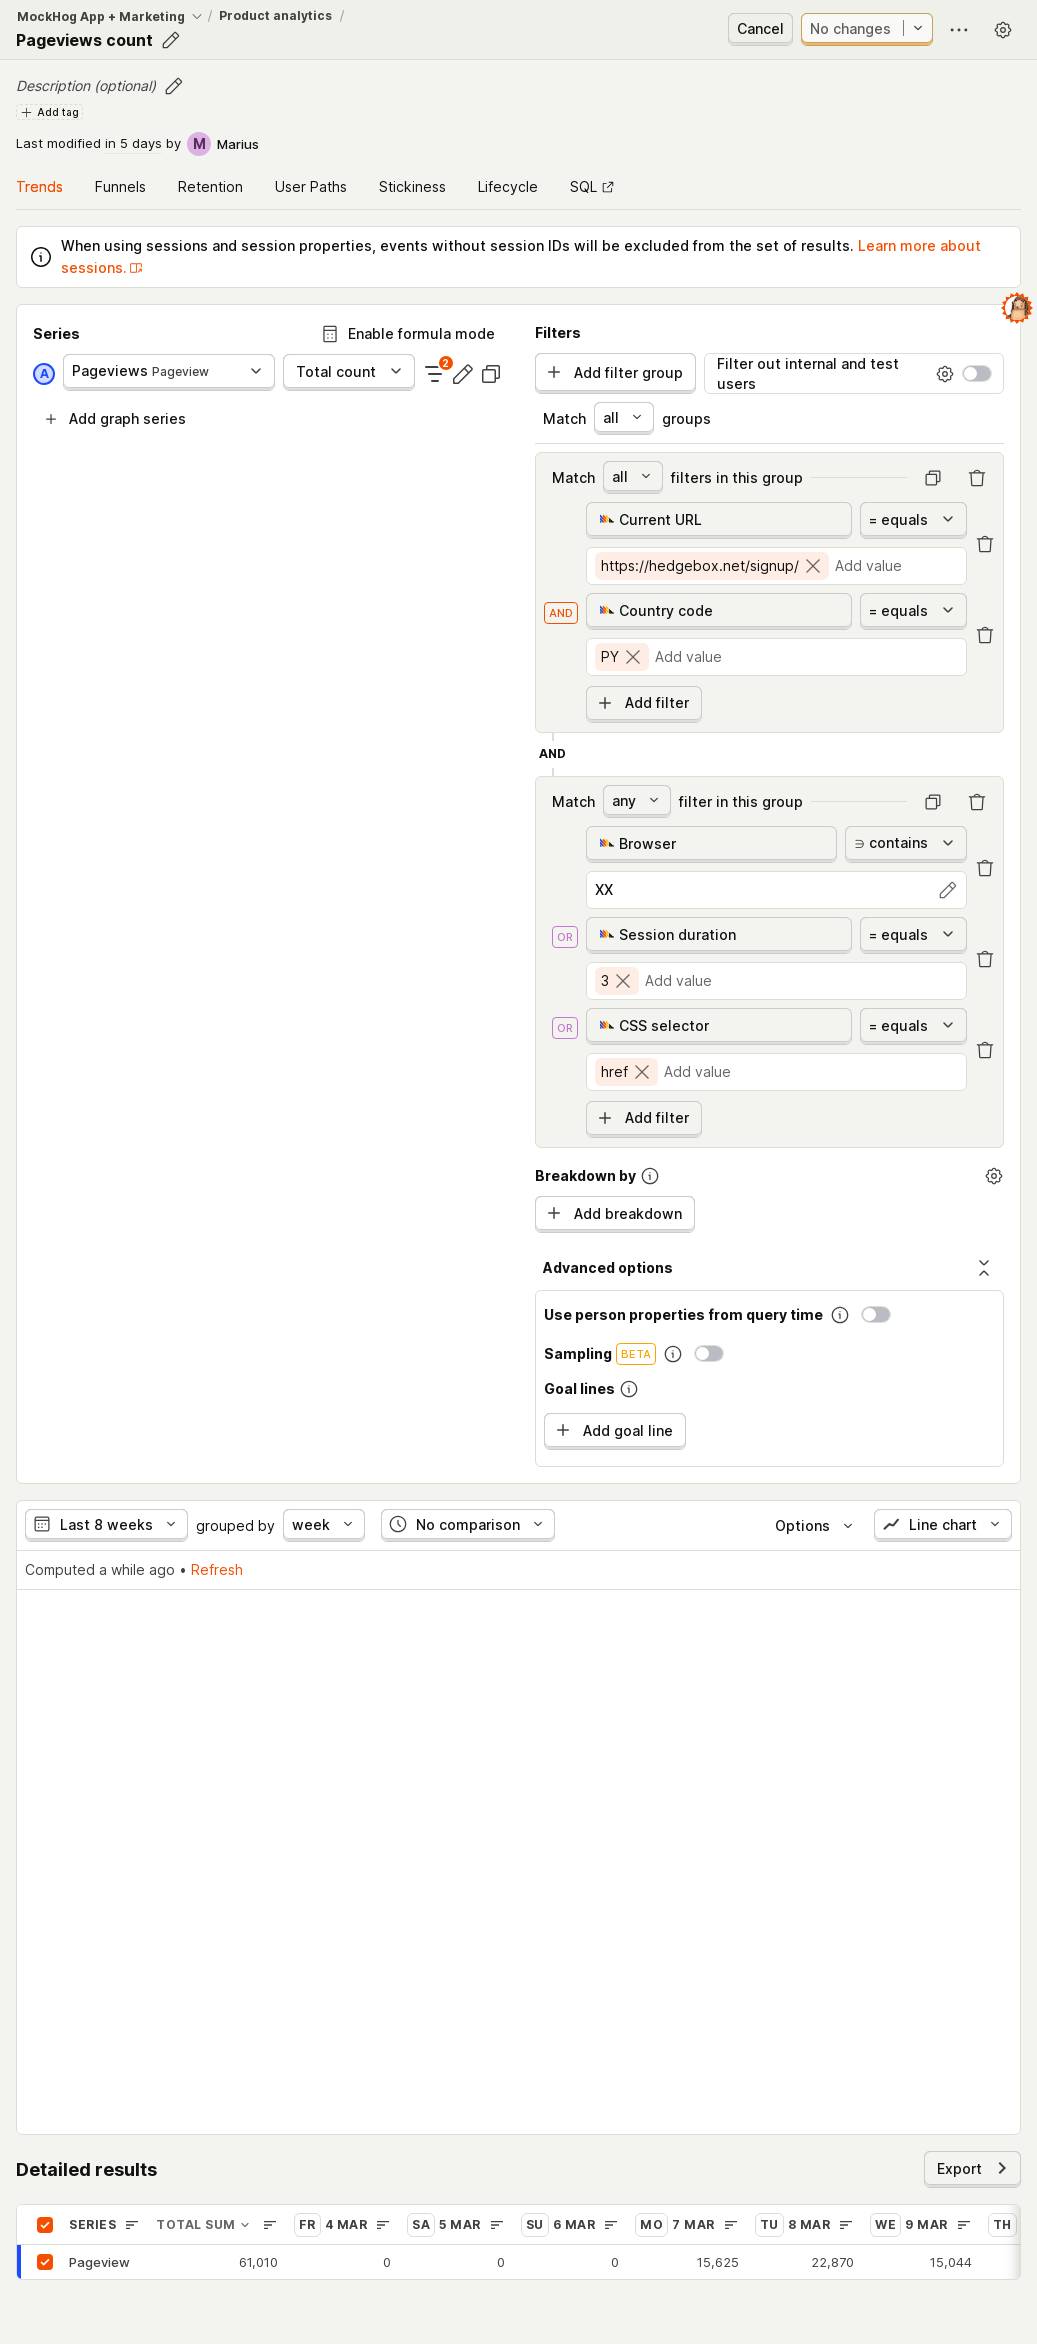 MockHog App + Marketing / Product analytics /
Pageviews count
Cancel
No changes
Description (optional)
Add tag
Last modified in 5 days by M Marius
Trends Funnels Retention User Paths Stickiness Lifecycle SQL
When using sessions and session properties, events without session IDs will be excluded from the set of results. Learn more about
sessions.
Series
Enable formula mode
A Pageviews Pageview Total count 2
Add graph series
Filters
Add filter group
Filter out internal and test
users
Match all groups
Match all filters in this group
Current URL = equals
https://hedgebox.net/signup/ Add value
AND Country code = equals
PY Add value
Add filter
AND
Match any filter in this group
Browser ∋ contains
XX
OR Session duration = equals
3 Add value
OR CSS selector = equals
href Add value
Add filter
Breakdown by
Add breakdown
Advanced options
Use person properties from query time
Sampling BETA
Goal lines
Add goal line
Last 8 weeks grouped by week No comparison Options Line chart
Computed a while ago • Refresh
Detailed results
Export
SERIES TOTAL SUM FR 4 MAR SA 5 MAR SU 6 MAR MO 7 MAR TU 8 MAR WE 9 MAR TH
Pageview 61,010 0 0 0 15,625 22,870 15,044